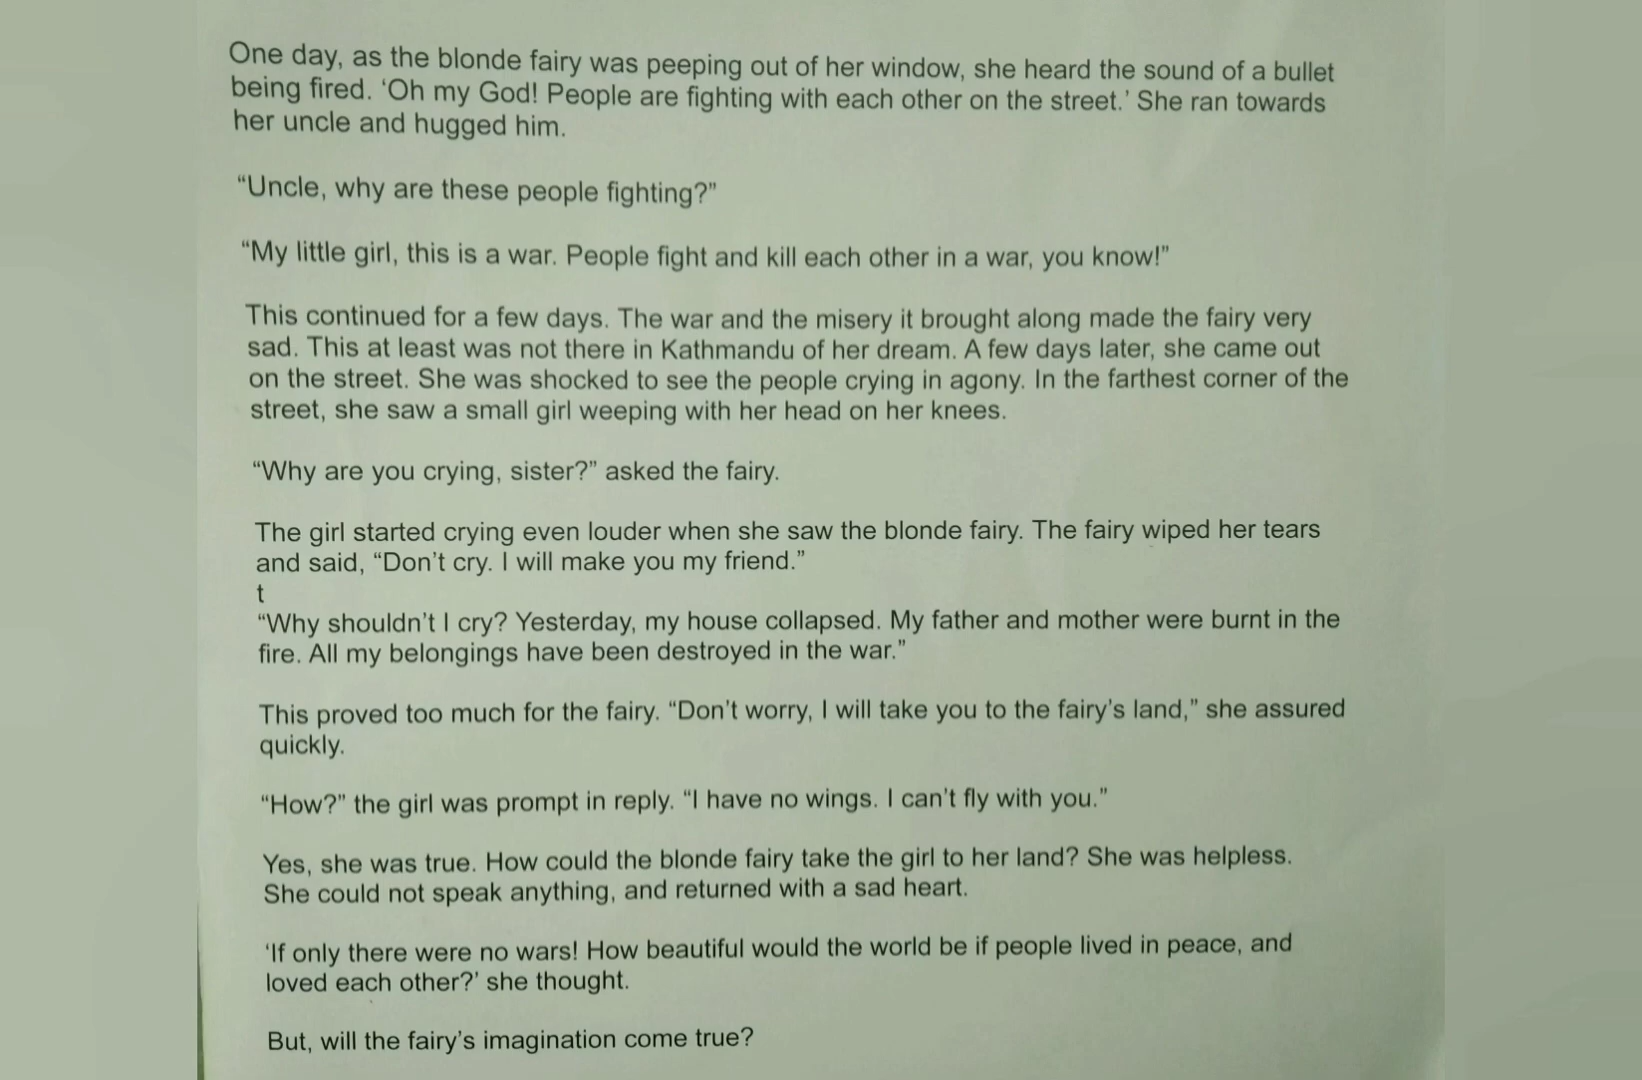 One day, as the blonde fairy was peeping out of her window, she heard the sound of a bullet
being fired. ‘Oh my God! People are fighting with each other on the street.’ She ran towards
her uncle and hugged him.
“Uncle, why are these people fighting?”
“My little girl, this is a war. People fight and kill each other in a war, you know!”
This continued for a few days. The war and the misery it brought along made the fairy very
sad. This at least was not there in Kathmandu of her dream. A few days later, she came out
on the street. She was shocked to see the people crying in agony. In the farthest corner of the
street, she saw a small girl weeping with her head on her knees.
“Why are you crying, sister?” asked the fairy.
The girl started crying even louder when she saw the blonde fairy. The fairy wiped her tears
and said, “Don’t cry. I will make you my friend.”
t
“Why shouldn’t I cry? Yesterday, my house collapsed. My father and mother were burnt in the
fire. All my belongings have been destroyed in the war.”
This proved too much for the fairy. “Don’t worry, I will take you to the fairy’s land,” she assured
quickly.
“How?” the girl was prompt in reply. “I have no wings. I can’t fly with you.”
Yes, she was true. How could the blonde fairy take the girl to her land? She was helpless.
She could not speak anything, and returned with a sad heart.
‘If only there were no wars! How beautiful would the world be if people lived in peace, and
loved each other?’ she thought.
But, will the fairy’s imagination come true?